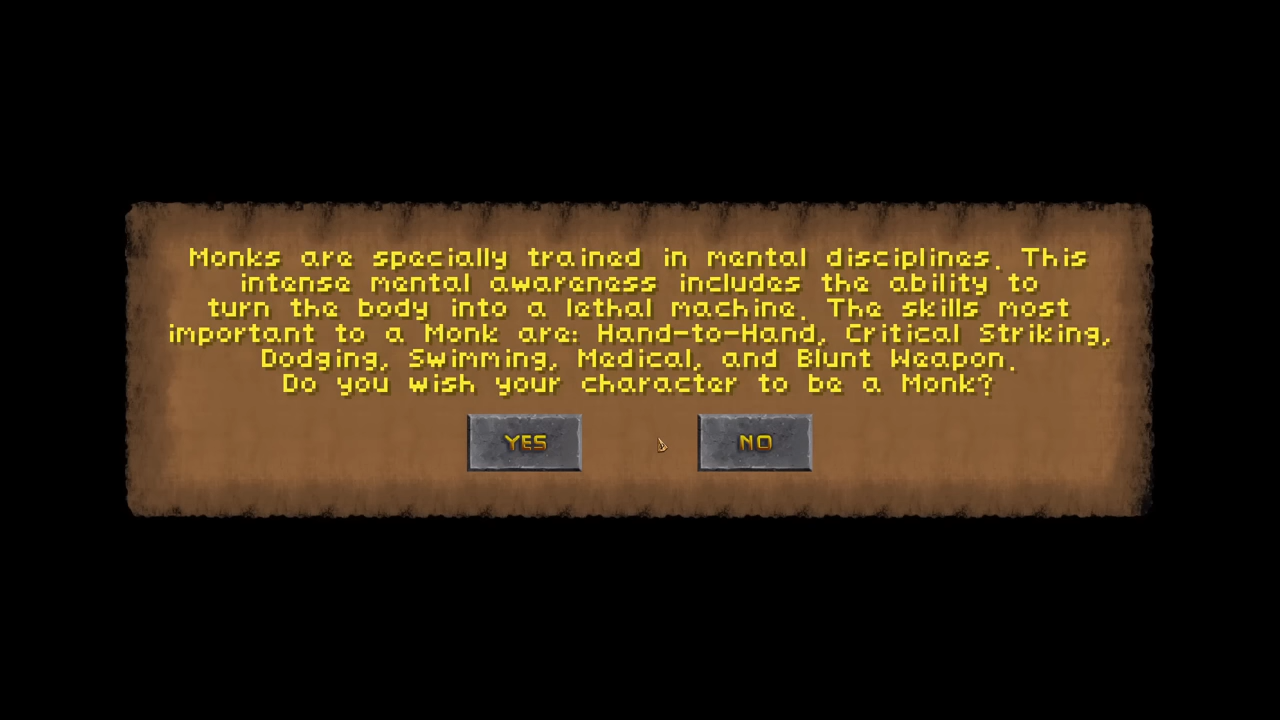 Monks are specially trained in mental disciplines. This
intense mental awareness includes the ability to
turn the body into a lethal machine. The skills most
important to a Monk are: Hand-to-Hand, Critical Striking,
Dodging, Swimming, Medical, and Blunt Weapon.
Do you wish your character to be a Monk?
YES NO